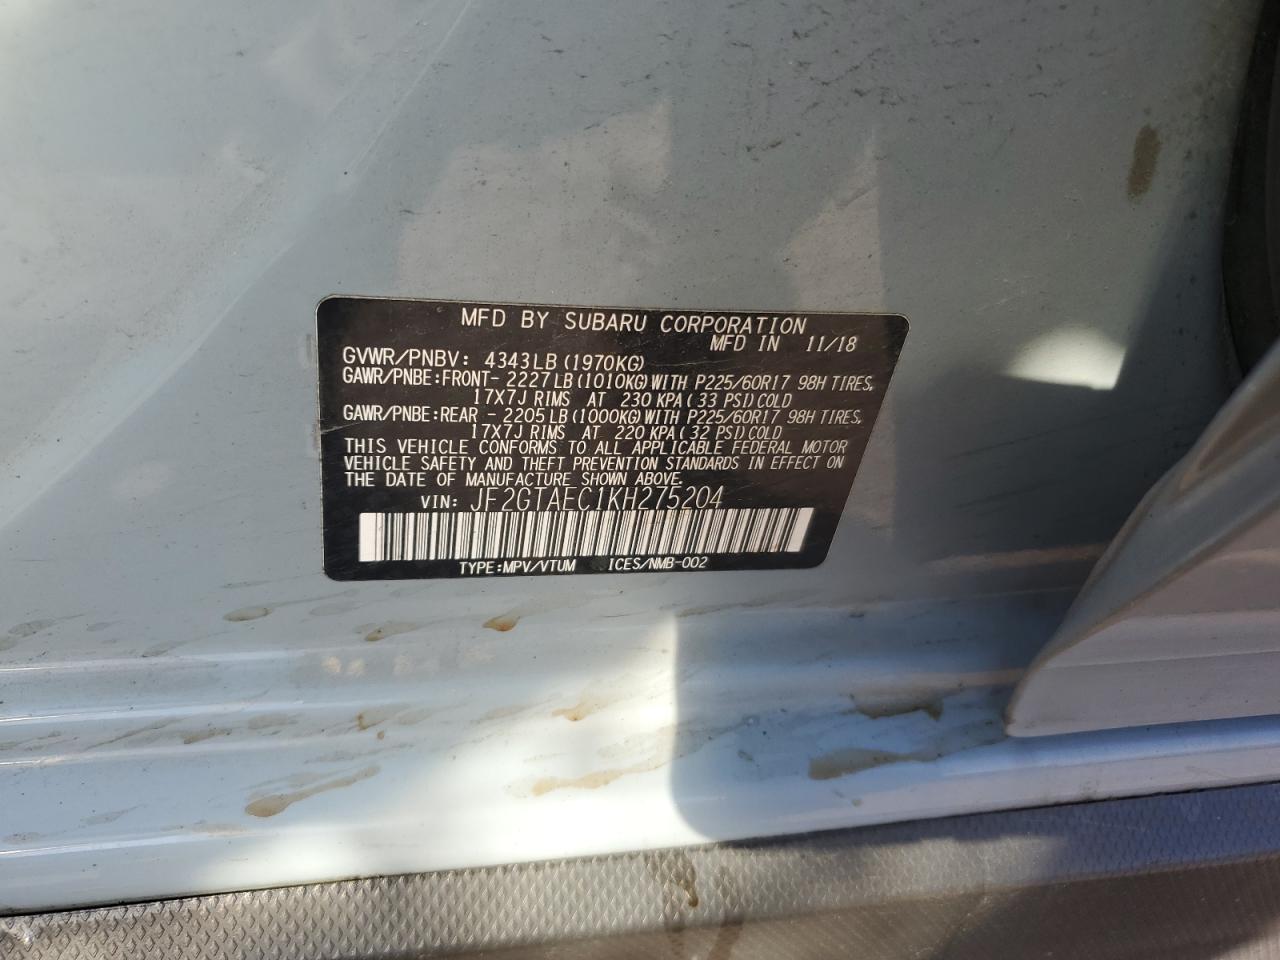 MFD BY SUBARU CORPORATION
MFD IN 11/18
GVWR/PNBV: 4343LB(1970KG)
GAWR/PNBE:FRONT-2227LB(1010KG)WITH P225/60R17 98H TIRES,
17X7J RIMS AT 230 KPA(33 PSI)COLD
GAWR/PNBE:REAR -2205LB(1000KG)WITH P225/60R17 98H TIRES,
17X7J RIMS AT 220 KPA(32 PSI)COLD
THIS VEHICLE CONFORMS TO ALL APPLICABLE FEDERAL MOTOR
VEHICLE SAFETY AND THEFT PREVENTION STANDARDS IN EFFECT ON
THE DATE OF MANUFACTURE SHOWN ABOVE.
VIN: JF2GTAEC1KH275204
TYPE:MPV/VTUM ICES/NMB-002